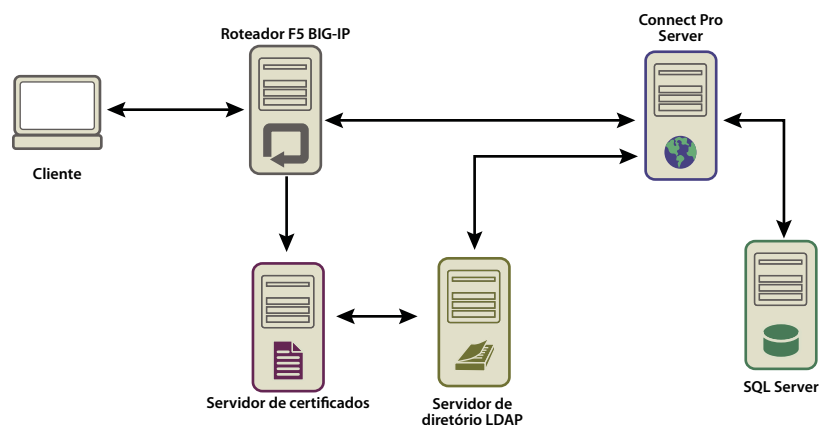 Roteador F5 BIG-IP
Connect Pro
Server
Cliente
SQL Server
Servidor de certificados
Servidor de
diretório LDAP